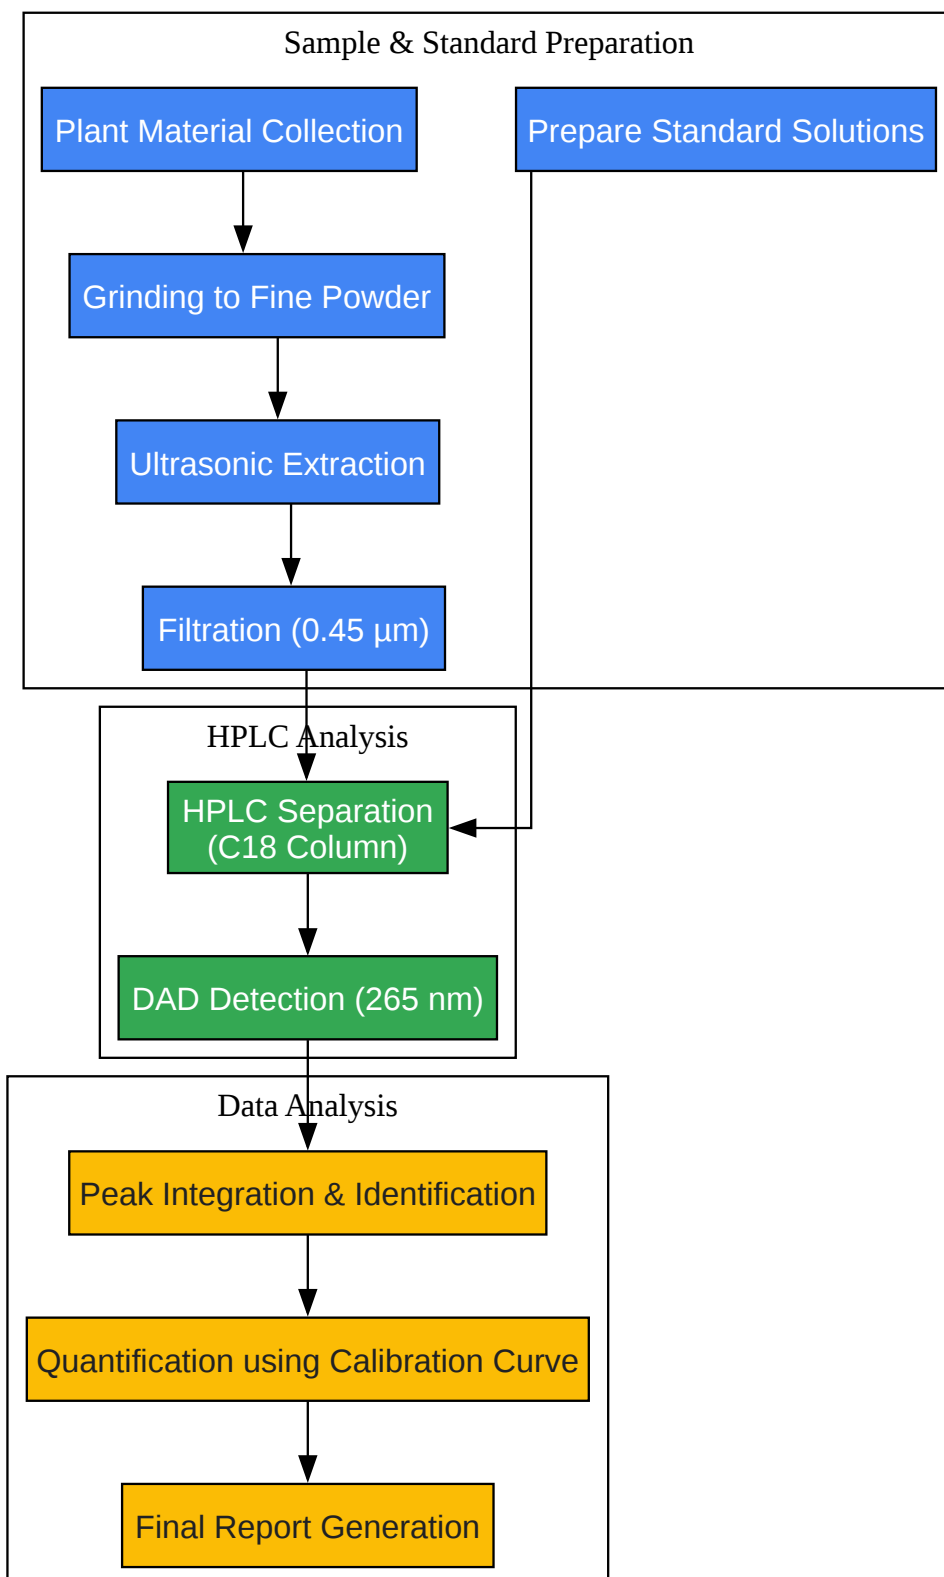 Sample & Standard Preparation
Plant Material Collection
Prepare Standard Solutions
Grinding to Fine Powder
Ultrasonic Extraction
Filtration (0.45 µm)
HPLC Analysis
HPLC Separation
(C18 Column)
DAD Detection (265 nm)
Data Analysis
Peak Integration & Identification
Quantification using Calibration Curve
Final Report Generation